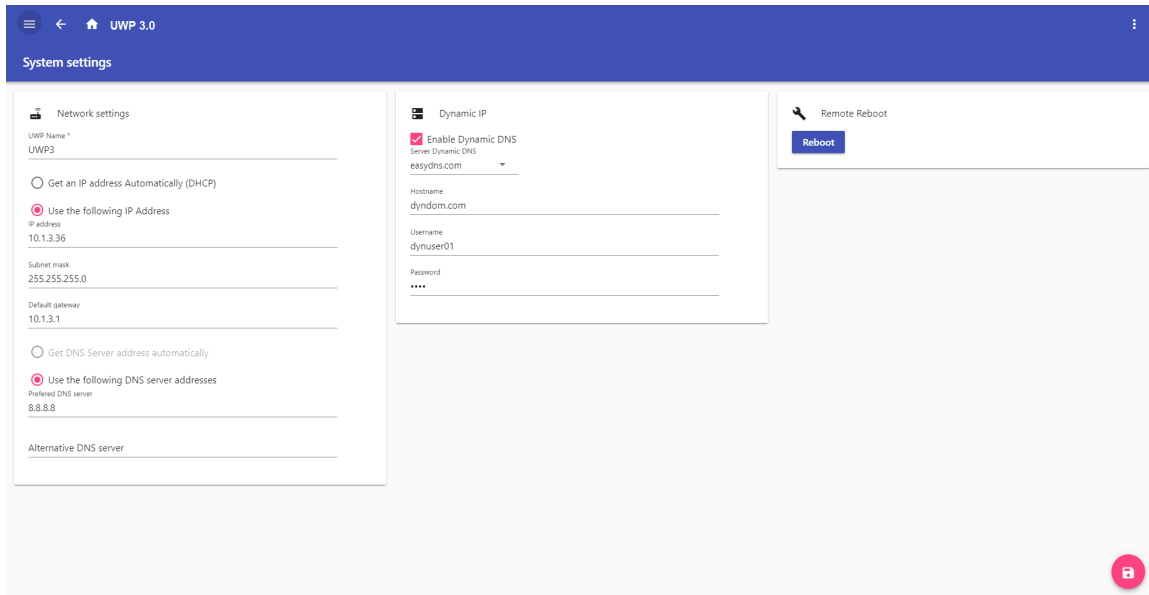 UWP 3.0
System settings
Network settings
UWP Name *
UWP3
Get an IP address Automatically (DHCP)
Use the following IP Address
IP address
10.1.3.36
Subnet mask
255.255.255.0
Default gateway
10.1.3.1
Get DNS Server address automatically
Use the following DNS server addresses
Prefered DNS server
8.8.8.8
Alternative DNS server
Dynamic IP
Enable Dynamic DNS
Server Dynamic DNS
easydns.com
Hostname
dyndom.com
Username
dynuser01
Password
••••
Remote Reboot
Reboot